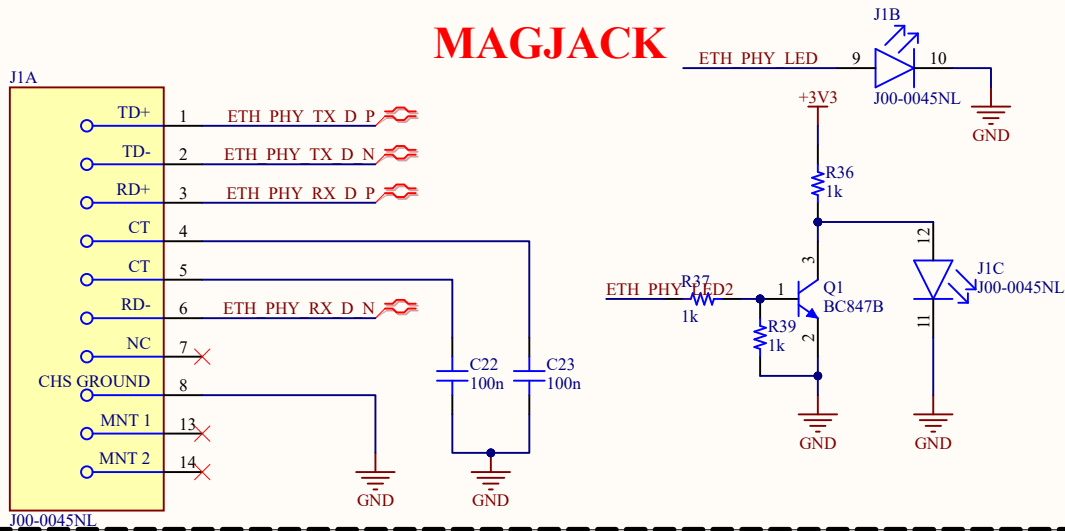 MAGJACK
J1A
TD+ 1 ETH_PHY_TX_D_P
TD- 2 ETH_PHY_TX_D_N
RD+ 3 ETH_PHY_RX_D_P
CT 4
CT 5
RD- 6 ETH_PHY_RX_D_N
NC 7
CHS GROUND 8
MNT 1 13
MNT 2 14
J00-0045NL
C22
100n
C23
100n
GND
GND
J1B
ETH_PHY_LED 9 10
J00-0045NL
GND
+3V3
R36
1k
12
3
J1C
J00-0045NL
R37
ETH_PHY_LED2
1k
1
Q1
BC847B
R39
1k
2
11
GND
GND